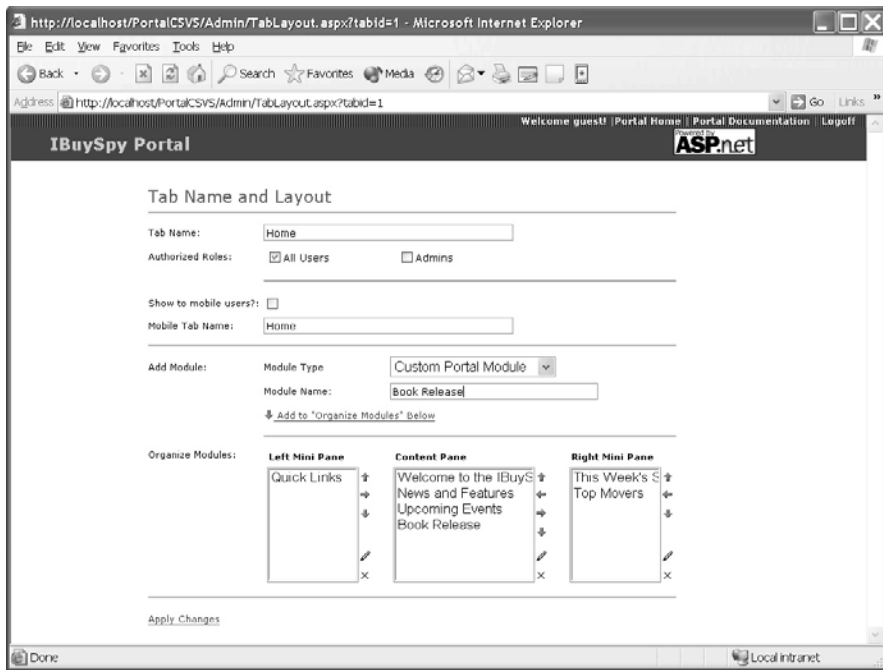 http://localhost/PortalCSVS/Admin/TabLayout.aspx?tabid=1 - Microsoft Internet Explorer
File Edit View Favorites Tools Help
Back Search Favorites Media
Address http://localhost/PortalCSVS/Admin/TabLayout.aspx?tabid=1 Go Links »
Welcome guest! | Portal Home | Portal Documentation | Logoff
IBuySpy Portal
Powered by
ASP.net
Tab Name and Layout
Tab Name: Home
Authorized Roles: All Users Admins
Show to mobile users?:
Mobile Tab Name: Home
Add Module: Module Type Custom Portal Module
Module Name: Book Release
Add to "Organize Modules" Below
Organize Modules: Left Mini Pane Content Pane Right Mini Pane
Quick Links Welcome to the IBuyS This Week's S
News and Features Top Movers
Upcoming Events
Book Release
Apply Changes
Done Local intranet